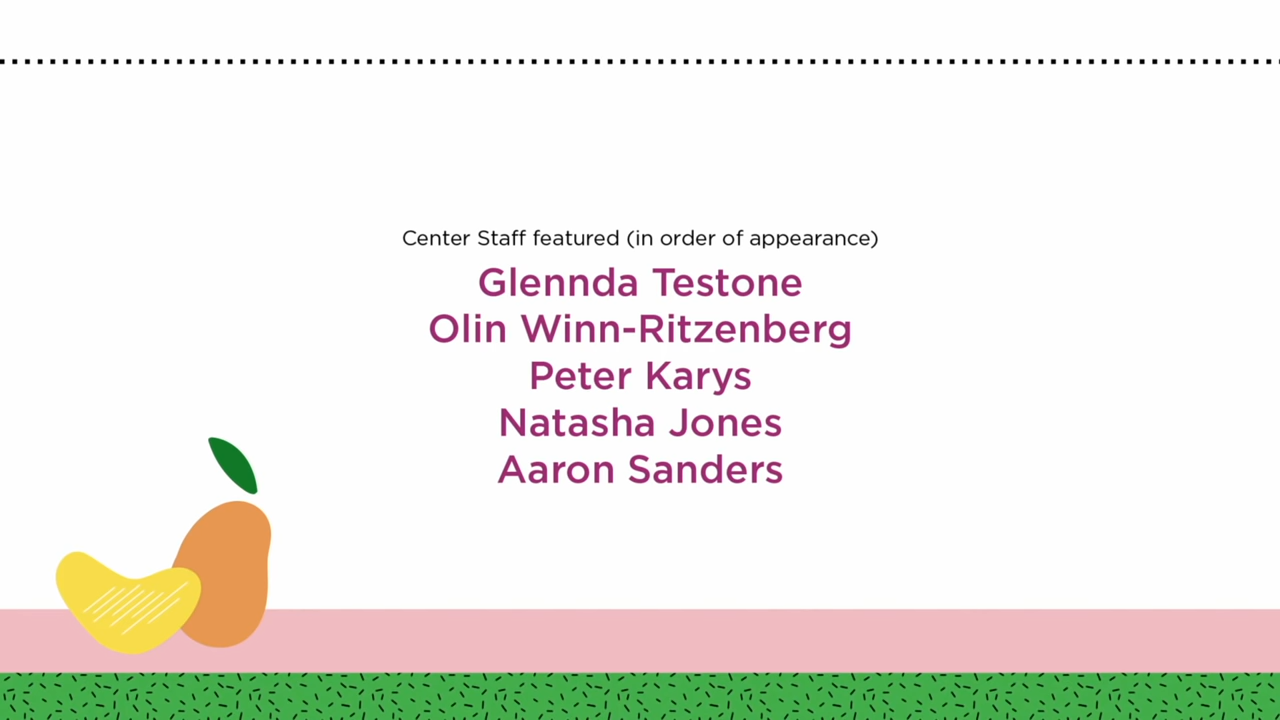 Center Staff featured (in order of appearance)
Glennda Testone
Olin Winn-Ritzenberg
Peter Karys
Natasha Jones
Aaron Sanders